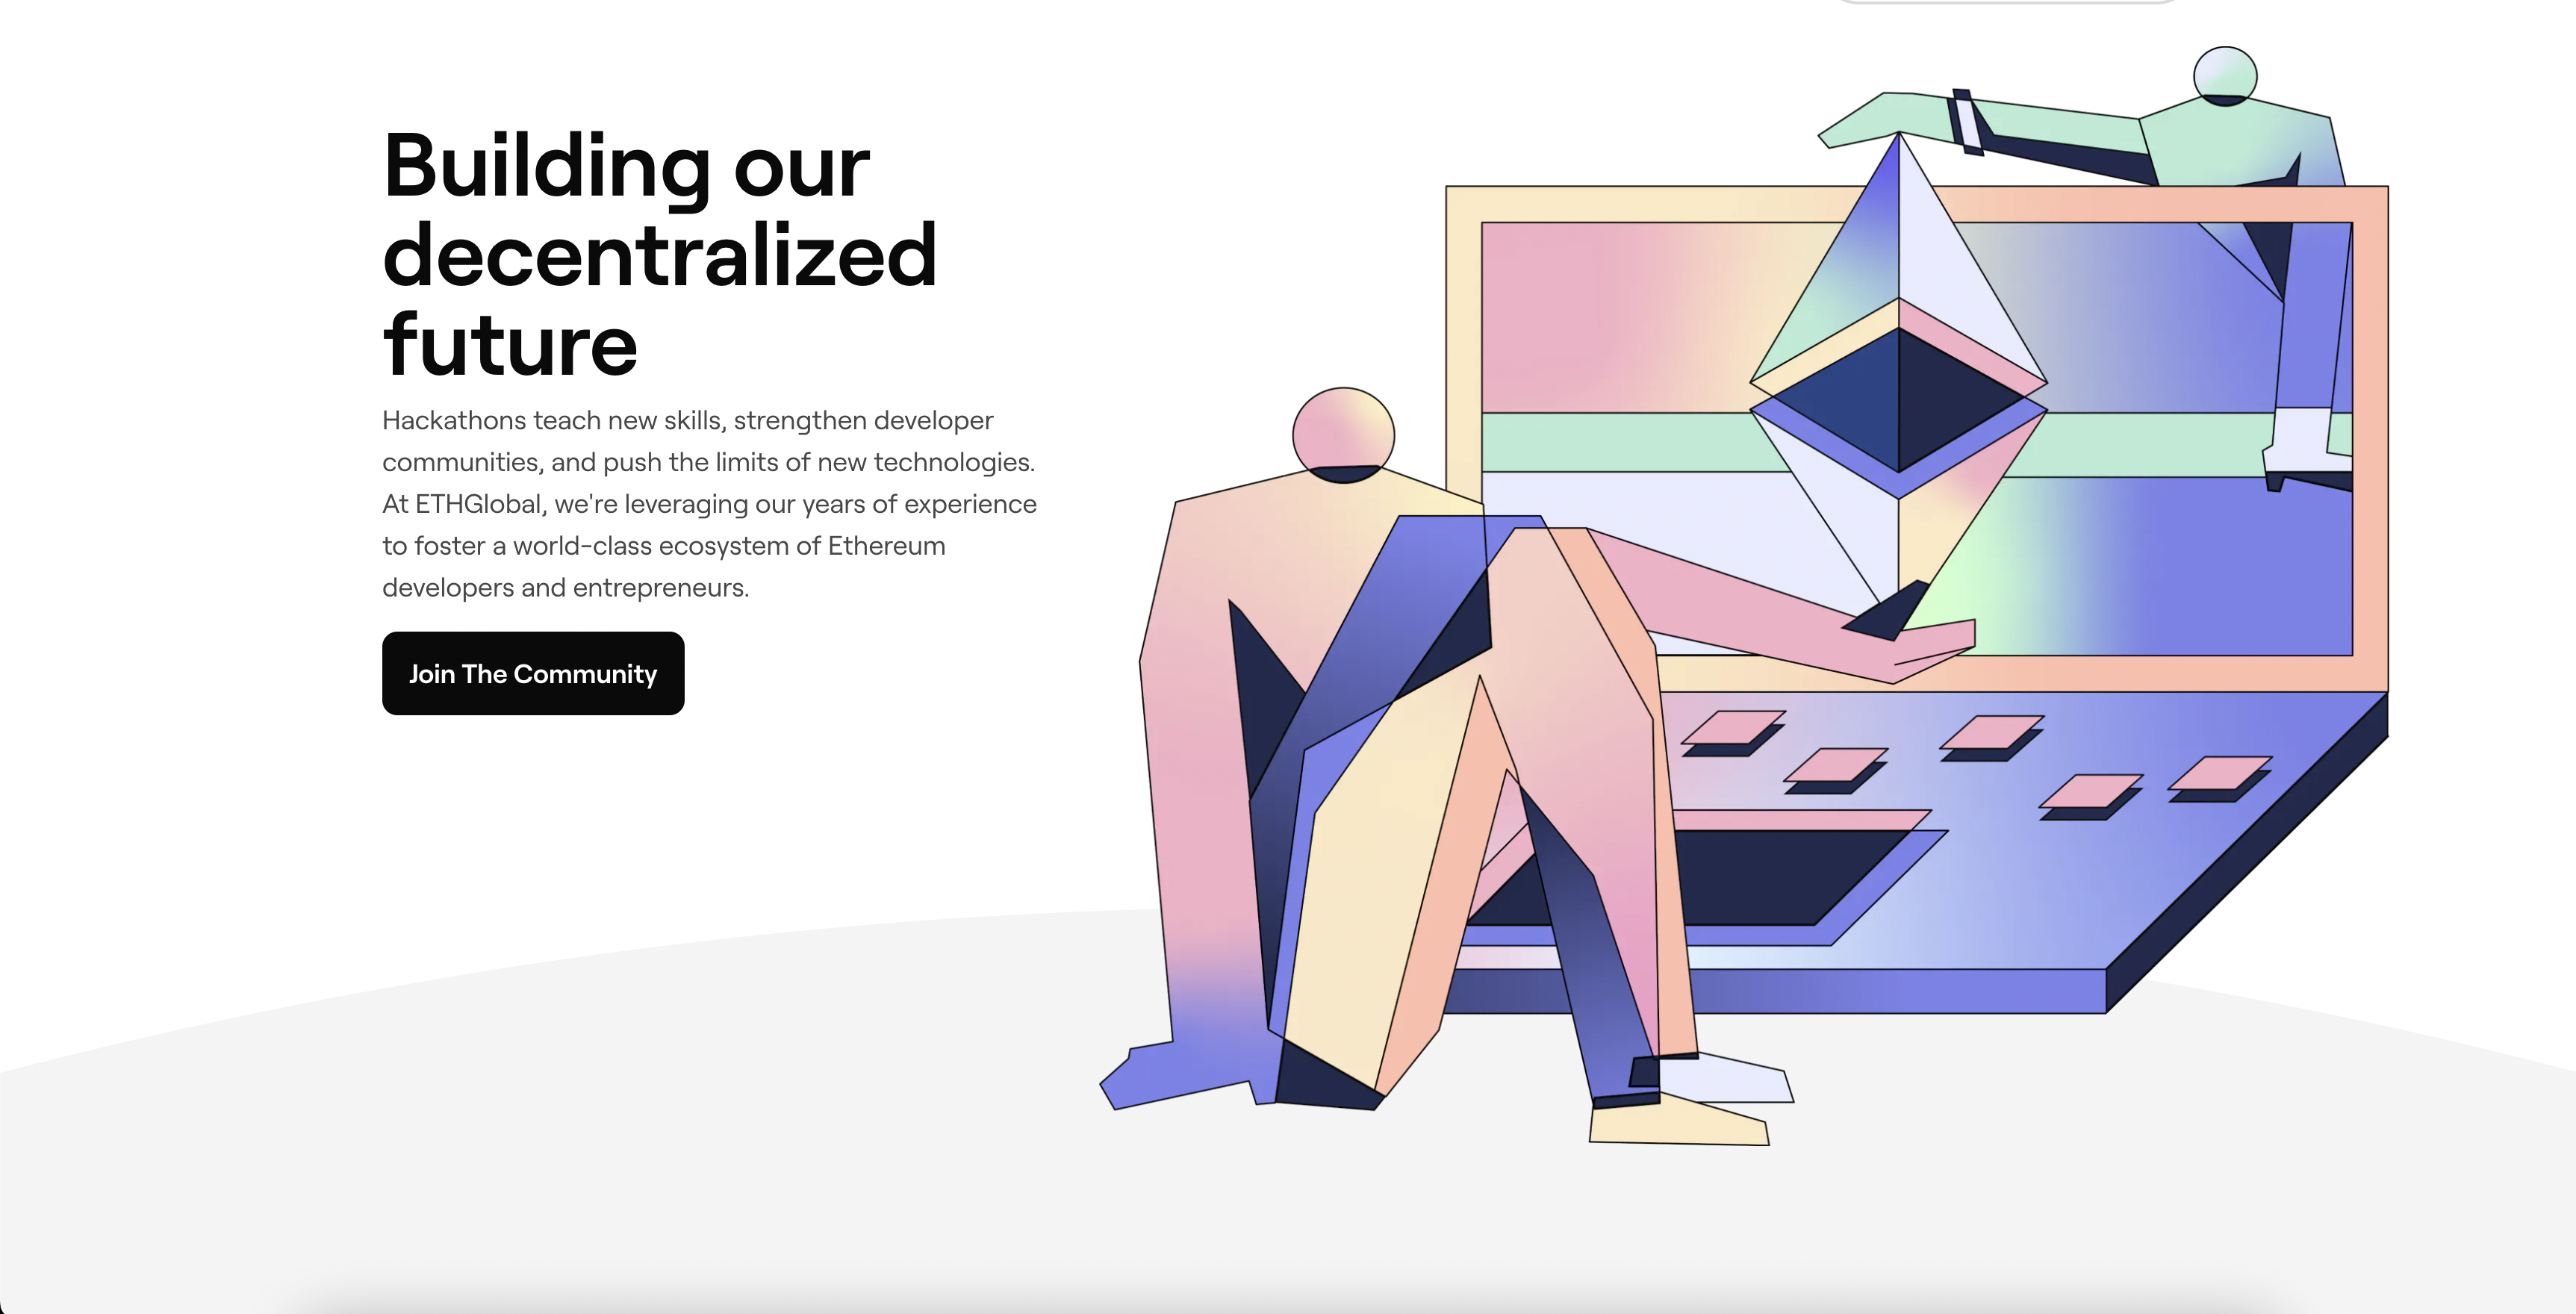 Building our
decentralized
future
Hackathons teach new skills, strengthen developer
communities, and push the limits of new technologies.
At ETHGlobal, we're leveraging our years of experience
to foster a world-class ecosystem of Ethereum
developers and entrepreneurs.
Join The Community